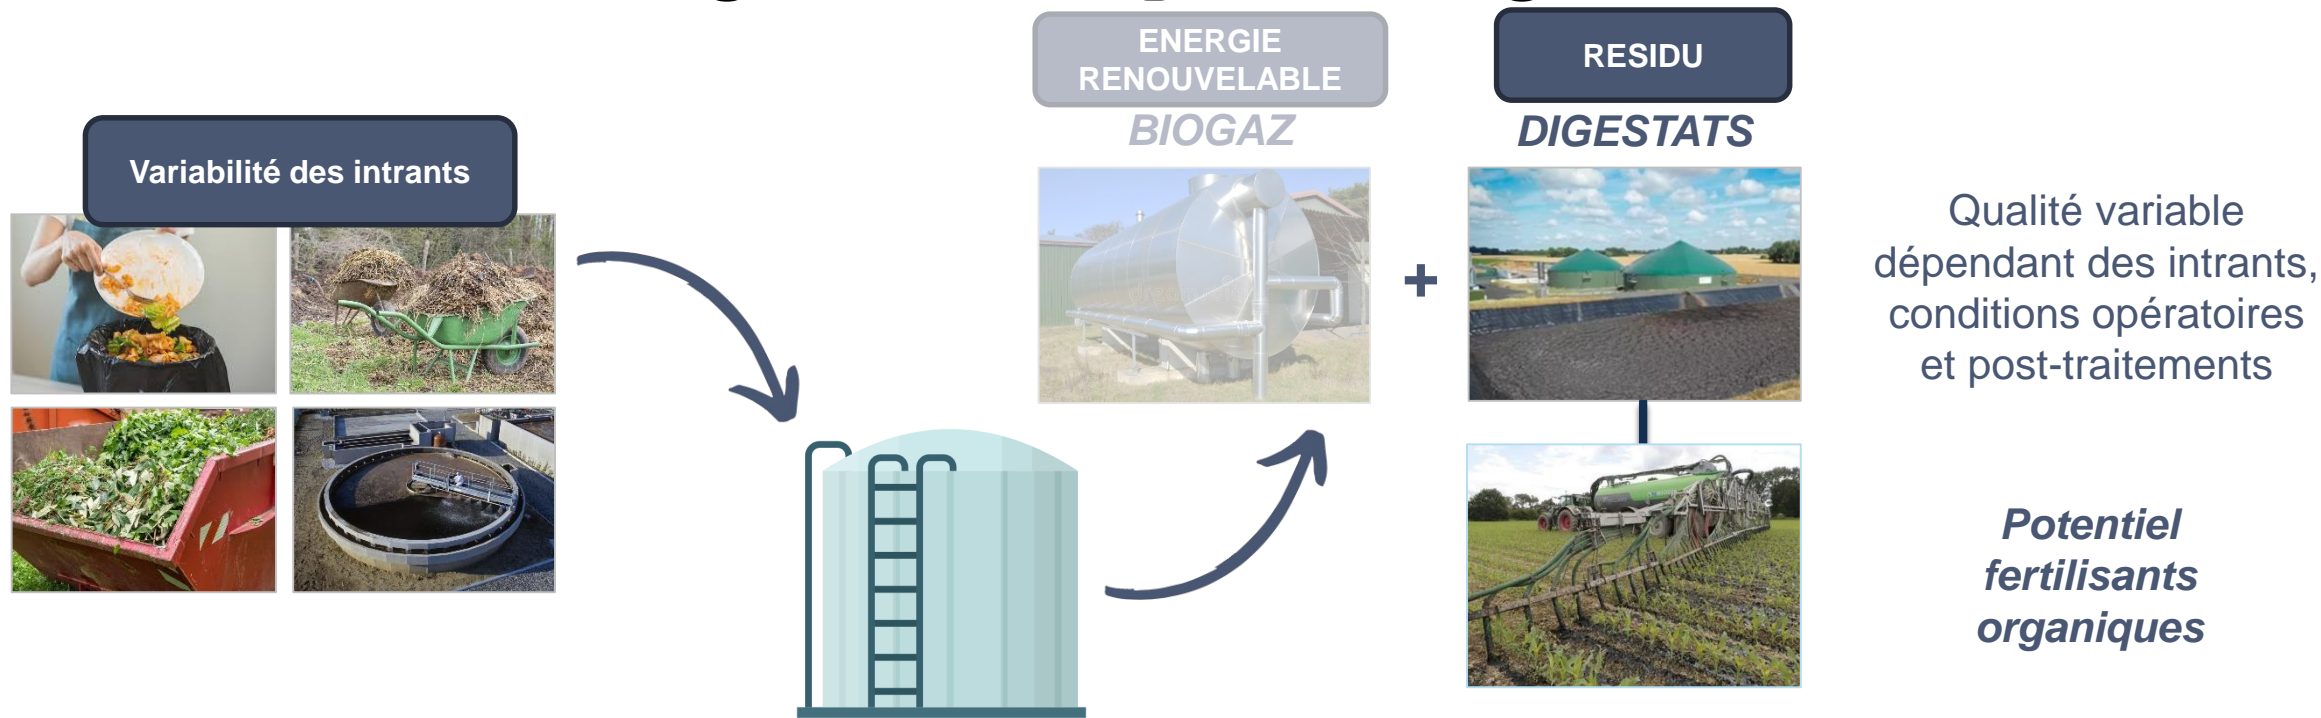 ENERGIE
RENOUVELABLE
BIOGAZ
RESIDU
DIGESTATS
Variabilité des intrants
+
Qualité variable
dépendant des intrants,
conditions opératoires
et post-traitements
Potentiel
fertilisants
organiques